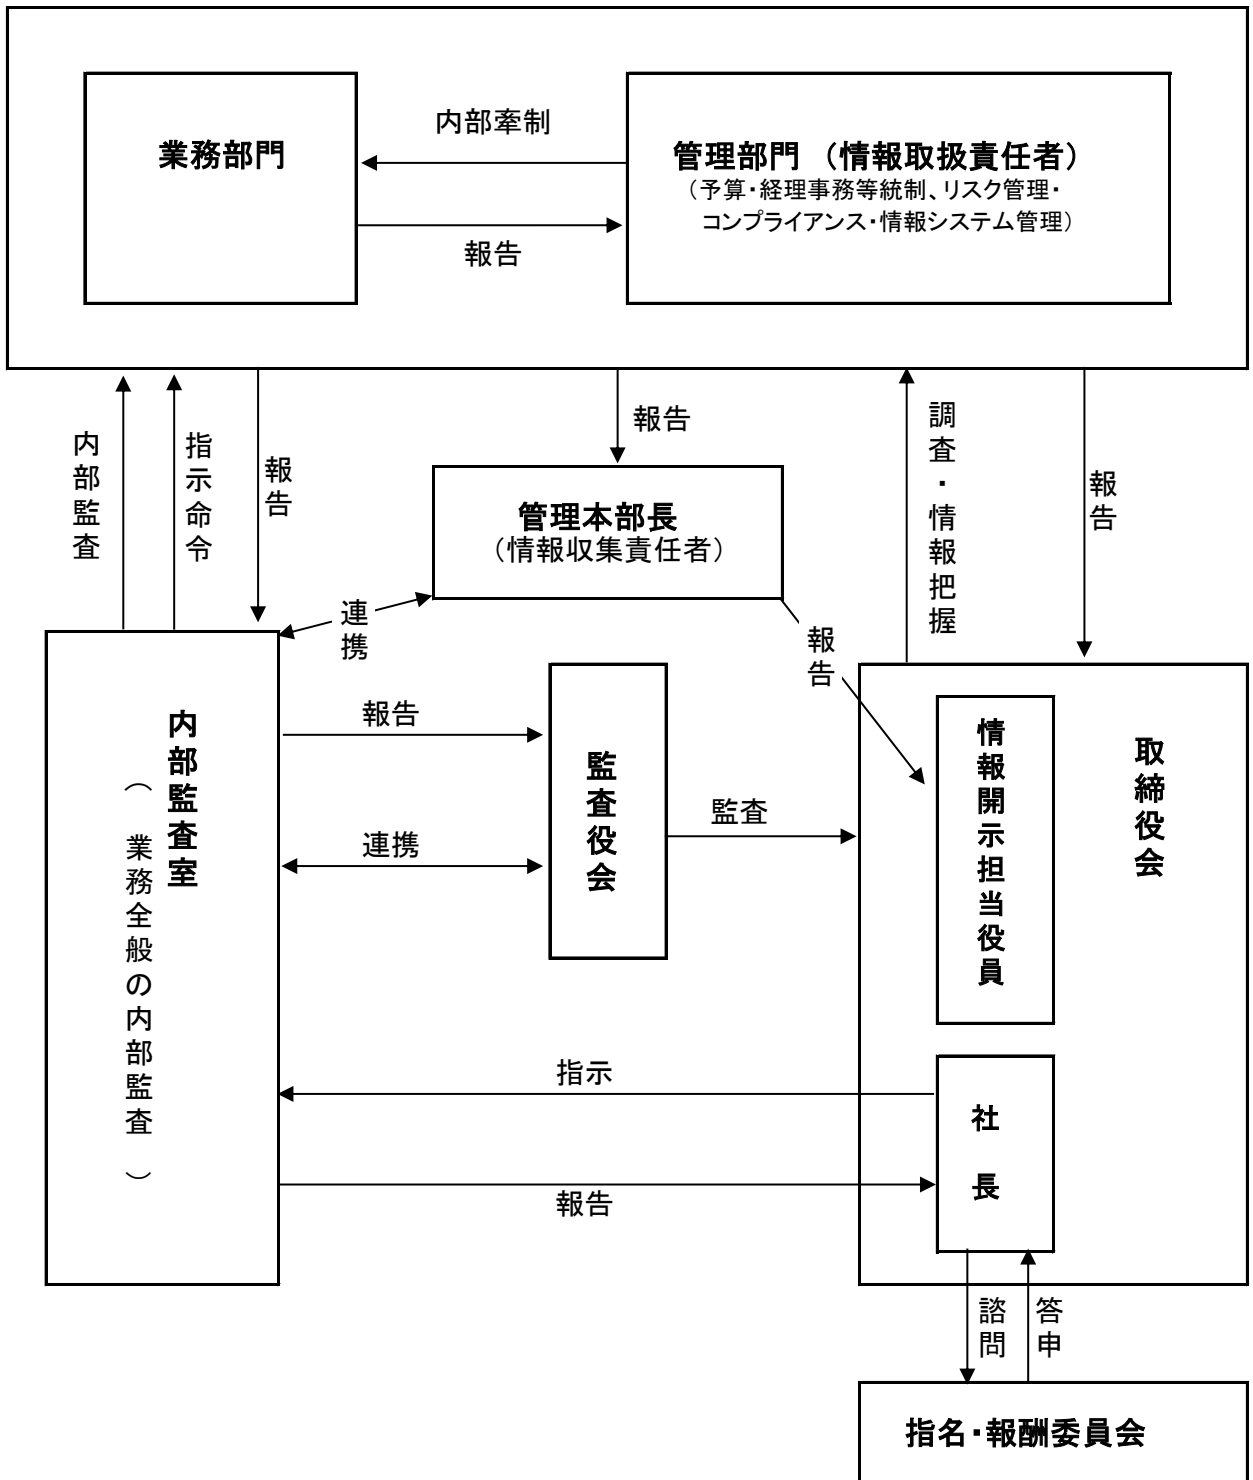 業務部門
内部牽制
報告
管理部門 （情報取扱責任者）
（予算・経理事務等統制、リスク管理・
コンプライアンス・情報システム管理）
内部監査
指示命令
報告
報告
管理本部長
（情報収集責任者）
調査・情報把握
報告
連携
報告
内部監査室
（ 業務全般の内部監査 ）
報告
連携
監査役会
監査
情報開示担当役員
取締役会
指示
報告
社長
諮問
答申
指名・報酬委員会